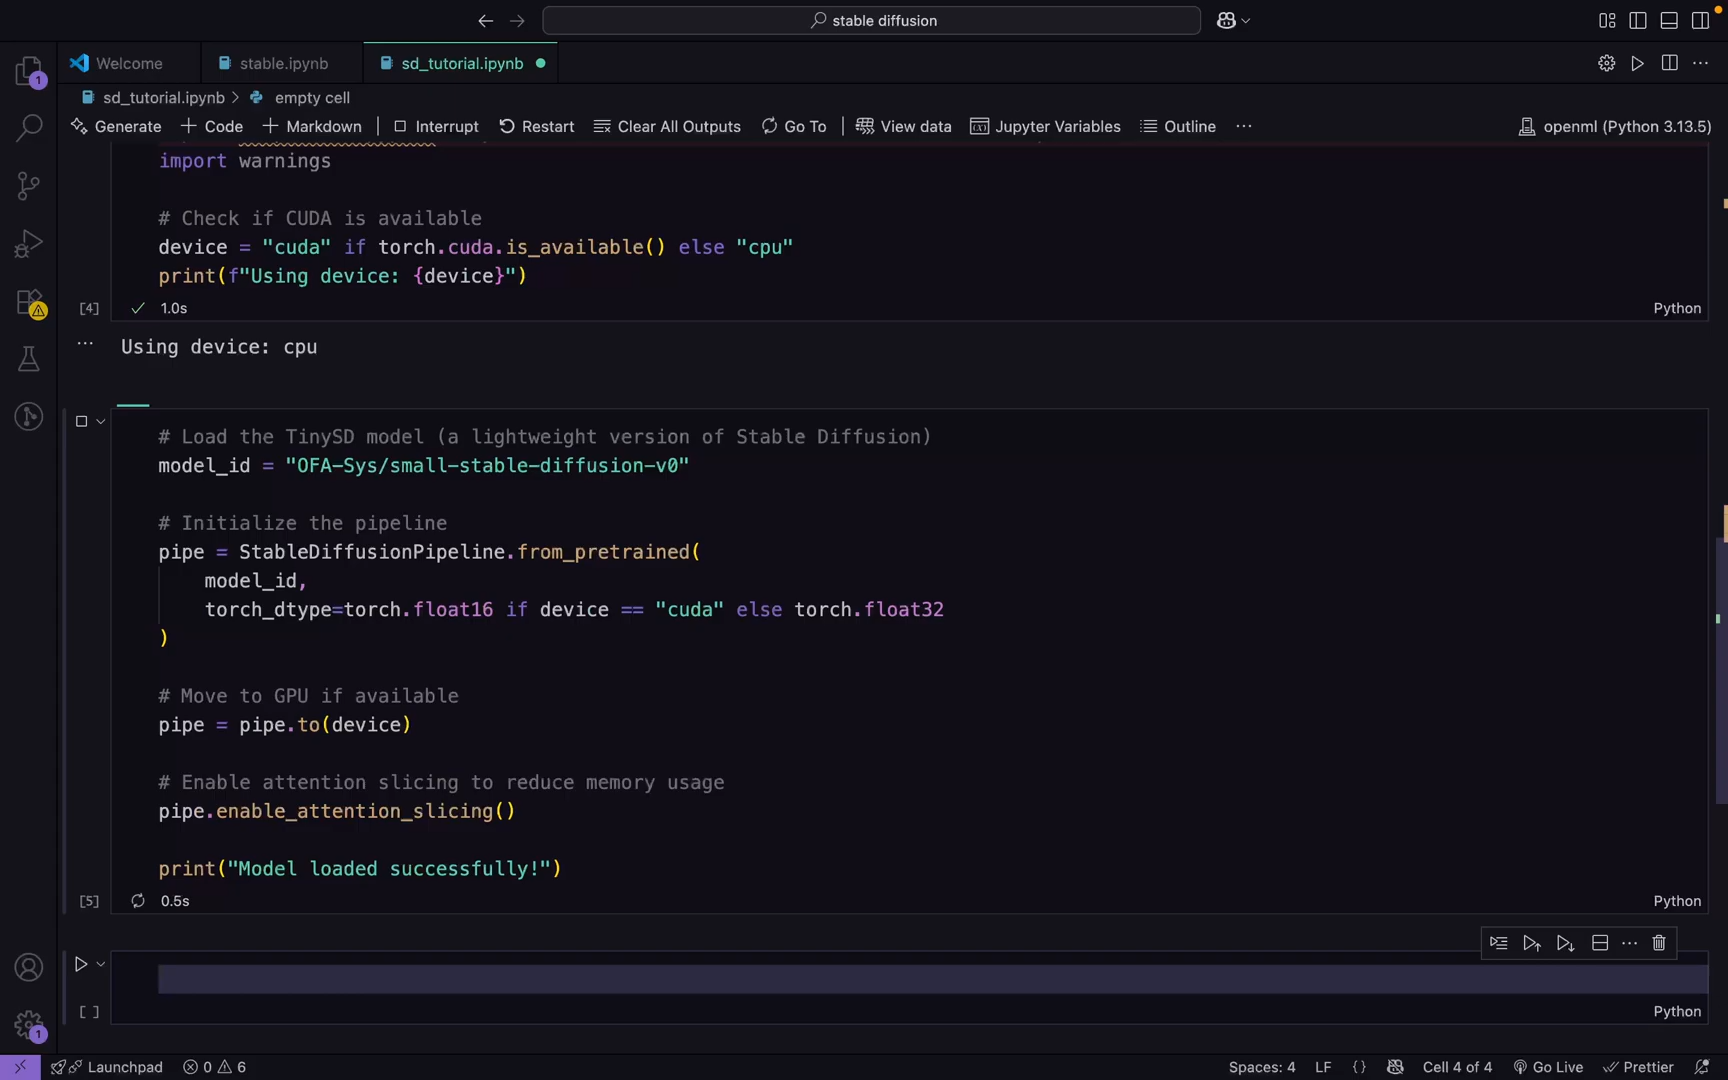 stable diffusion
1
Welcome
stable.ipynb
sd_tutorial.ipynb
sd_tutorial.ipynb > empty cell
Generate + Code + Markdown Interrupt Restart Clear All Outputs Go To View data Jupyter Variables Outline ... openml (Python 3.13.5)
import warnings
# Check if CUDA is available
device = "cuda" if torch.cuda.is_available() else "cpu"
print(f"Using device: {device}")
[4] ✓ 1.0s Python
... Using device: cpu
# Load the TinySD model (a lightweight version of Stable Diffusion)
model_id = "OFA-Sys/small-stable-diffusion-v0"
# Initialize the pipeline
pipe = StableDiffusionPipeline.from_pretrained(
model_id,
torch_dtype=torch.float16 if device == "cuda" else torch.float32
)
# Move to GPU if available
pipe = pipe.to(device)
# Enable attention slicing to reduce memory usage
pipe.enable_attention_slicing()
print("Model loaded successfully!")
[5] 0.5s Python
[ ] Python
1
Launchpad 0 6 Spaces: 4 LF {} Cell 4 of 4 Go Live Prettier